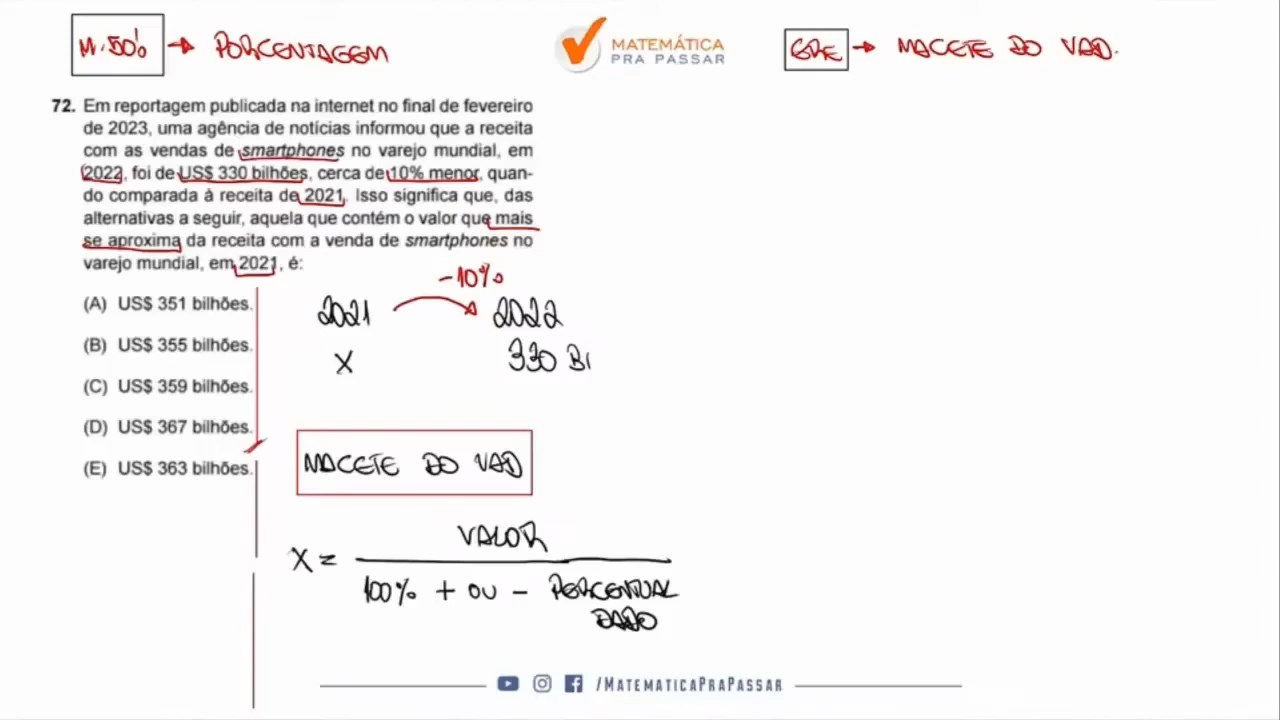 M.50% → PORCENTAGEM
MATEMÁTICA
PRA PASSAR
GRE → MACETE DO VAD.
72. Em reportagem publicada na internet no final de fevereiro
de 2023, uma agência de notícias informou que a receita
com as vendas de smartphones no varejo mundial, em
2022, foi de US$ 330 bilhões, cerca de 10% menor, quan-
do comparada à receita de 2021. Isso significa que, das
alternativas a seguir, aquela que contém o valor que mais
se aproxima da receita com a venda de smartphones no
varejo mundial, em 2021, é:
(A) US$ 351 bilhões.
(B) US$ 355 bilhões.
(C) US$ 359 bilhões.
(D) US$ 367 bilhões.
(E) US$ 363 bilhões.
-10%
2021 2022
X 330 BI
MACETE DO VAD
X = VALOR
100% + OU - PERCENTUAL
DADO
/MATEMATICAPRAPASSAR